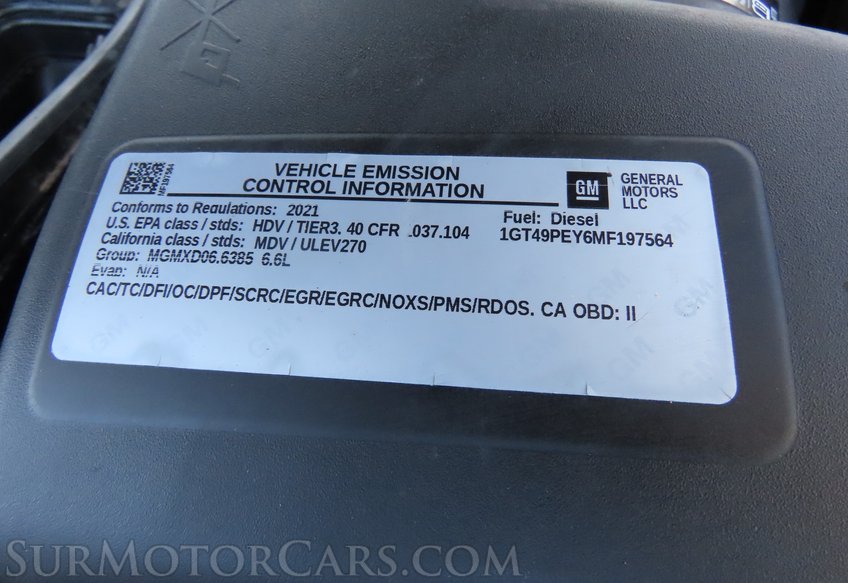 VEHICLE EMISSION
CONTROL INFORMATION
GM
GENERAL
MOTORS
LLC
MF197564
Conforms to Regulations: 2021
U.S. EPA class / stds: HDV / TIER3. 40 CFR .037.104
California class / stds: MDV / ULEV270
Group: MGMXD06.6385 6.6L
Evap: N/A
Fuel: Diesel
1GT49PEY6MF197564
CAC/TC/DFI/OC/DPF/SCRC/EGR/EGRC/NOXS/PMS/RDOS. CA OBD: II
SurMotorCars.com